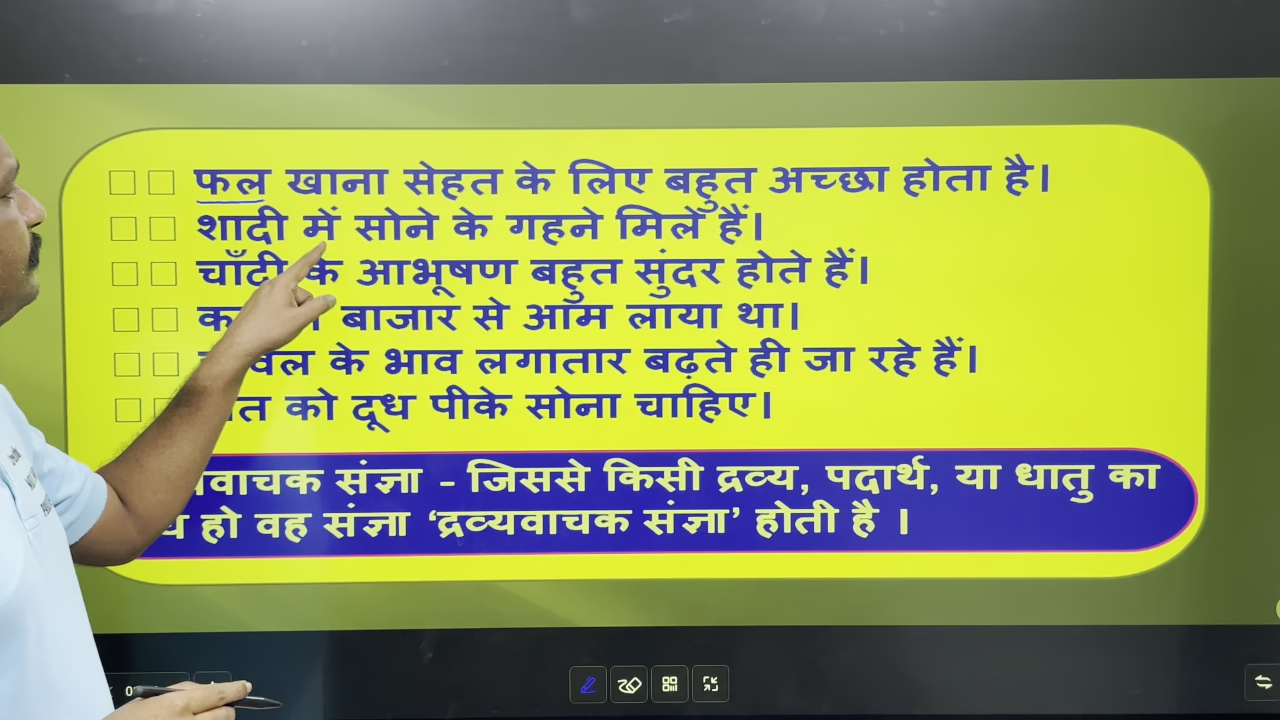 फल खाना सेहत के लिए बहुत अच्छा होता है।
शादी में सोने के गहने मिलें हैं।
चाँदी के आभूषण बहुत सुंदर होते हैं।
बाजार से आम लाया था।
के भाव लगातार बढ़ते ही जा रहे हैं।
को दूध पीके सोना चाहिए।
संज्ञा - जिससे किसी द्रव्य, पदार्थ, या धातु का
हो वह संज्ञा ‘द्रव्यवाचक संज्ञा’ होती है ।